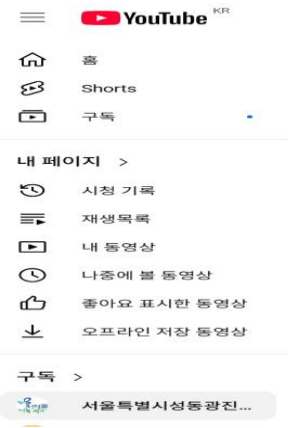 YouTube KR
홈
Shorts
구독
내 페이지 >
시청 기록
재생목록
내 동영상
나중에 볼 동영상
좋아요 표시한 동영상
오프라인 저장 동영상
구독 >
서울특별시성동광진...